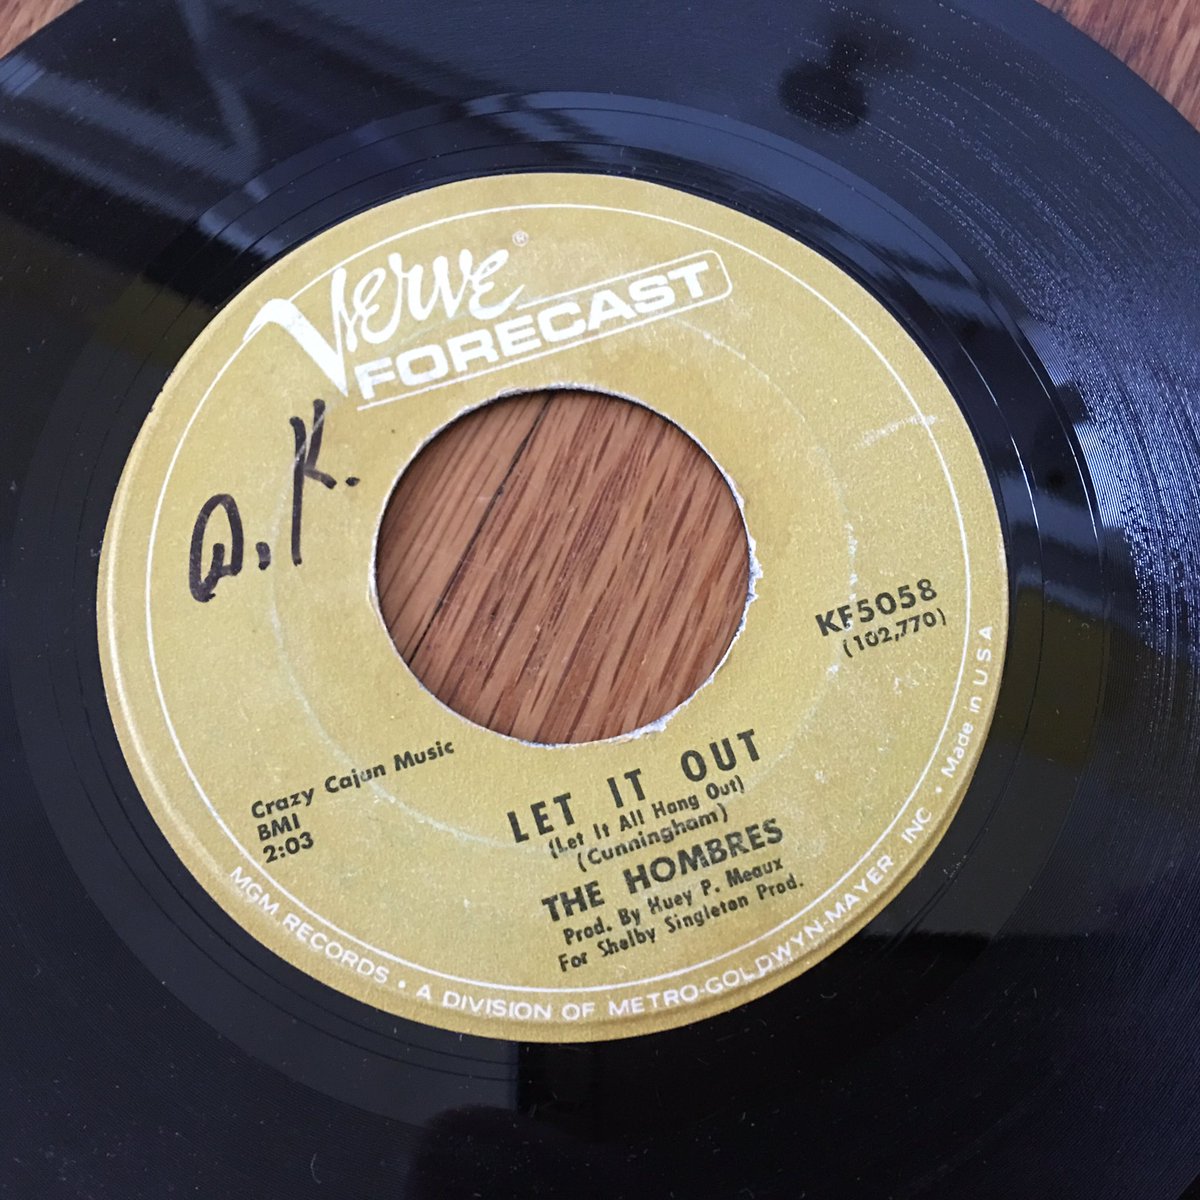 Verve®
FORECAST
D.K.
KF5058
(102,770)
Crazy Cajun Music
BMI
2:03
LET IT OUT
(Let It All Hang Out)
(Cunningham)
THE HOMBRES
Prod. By Huey P. Meaux
For Shelby Singleton Prod.
MGM RECORDS • A DIVISION OF METRO-GOLDWYN-MAYER INC • Made in U.S.A